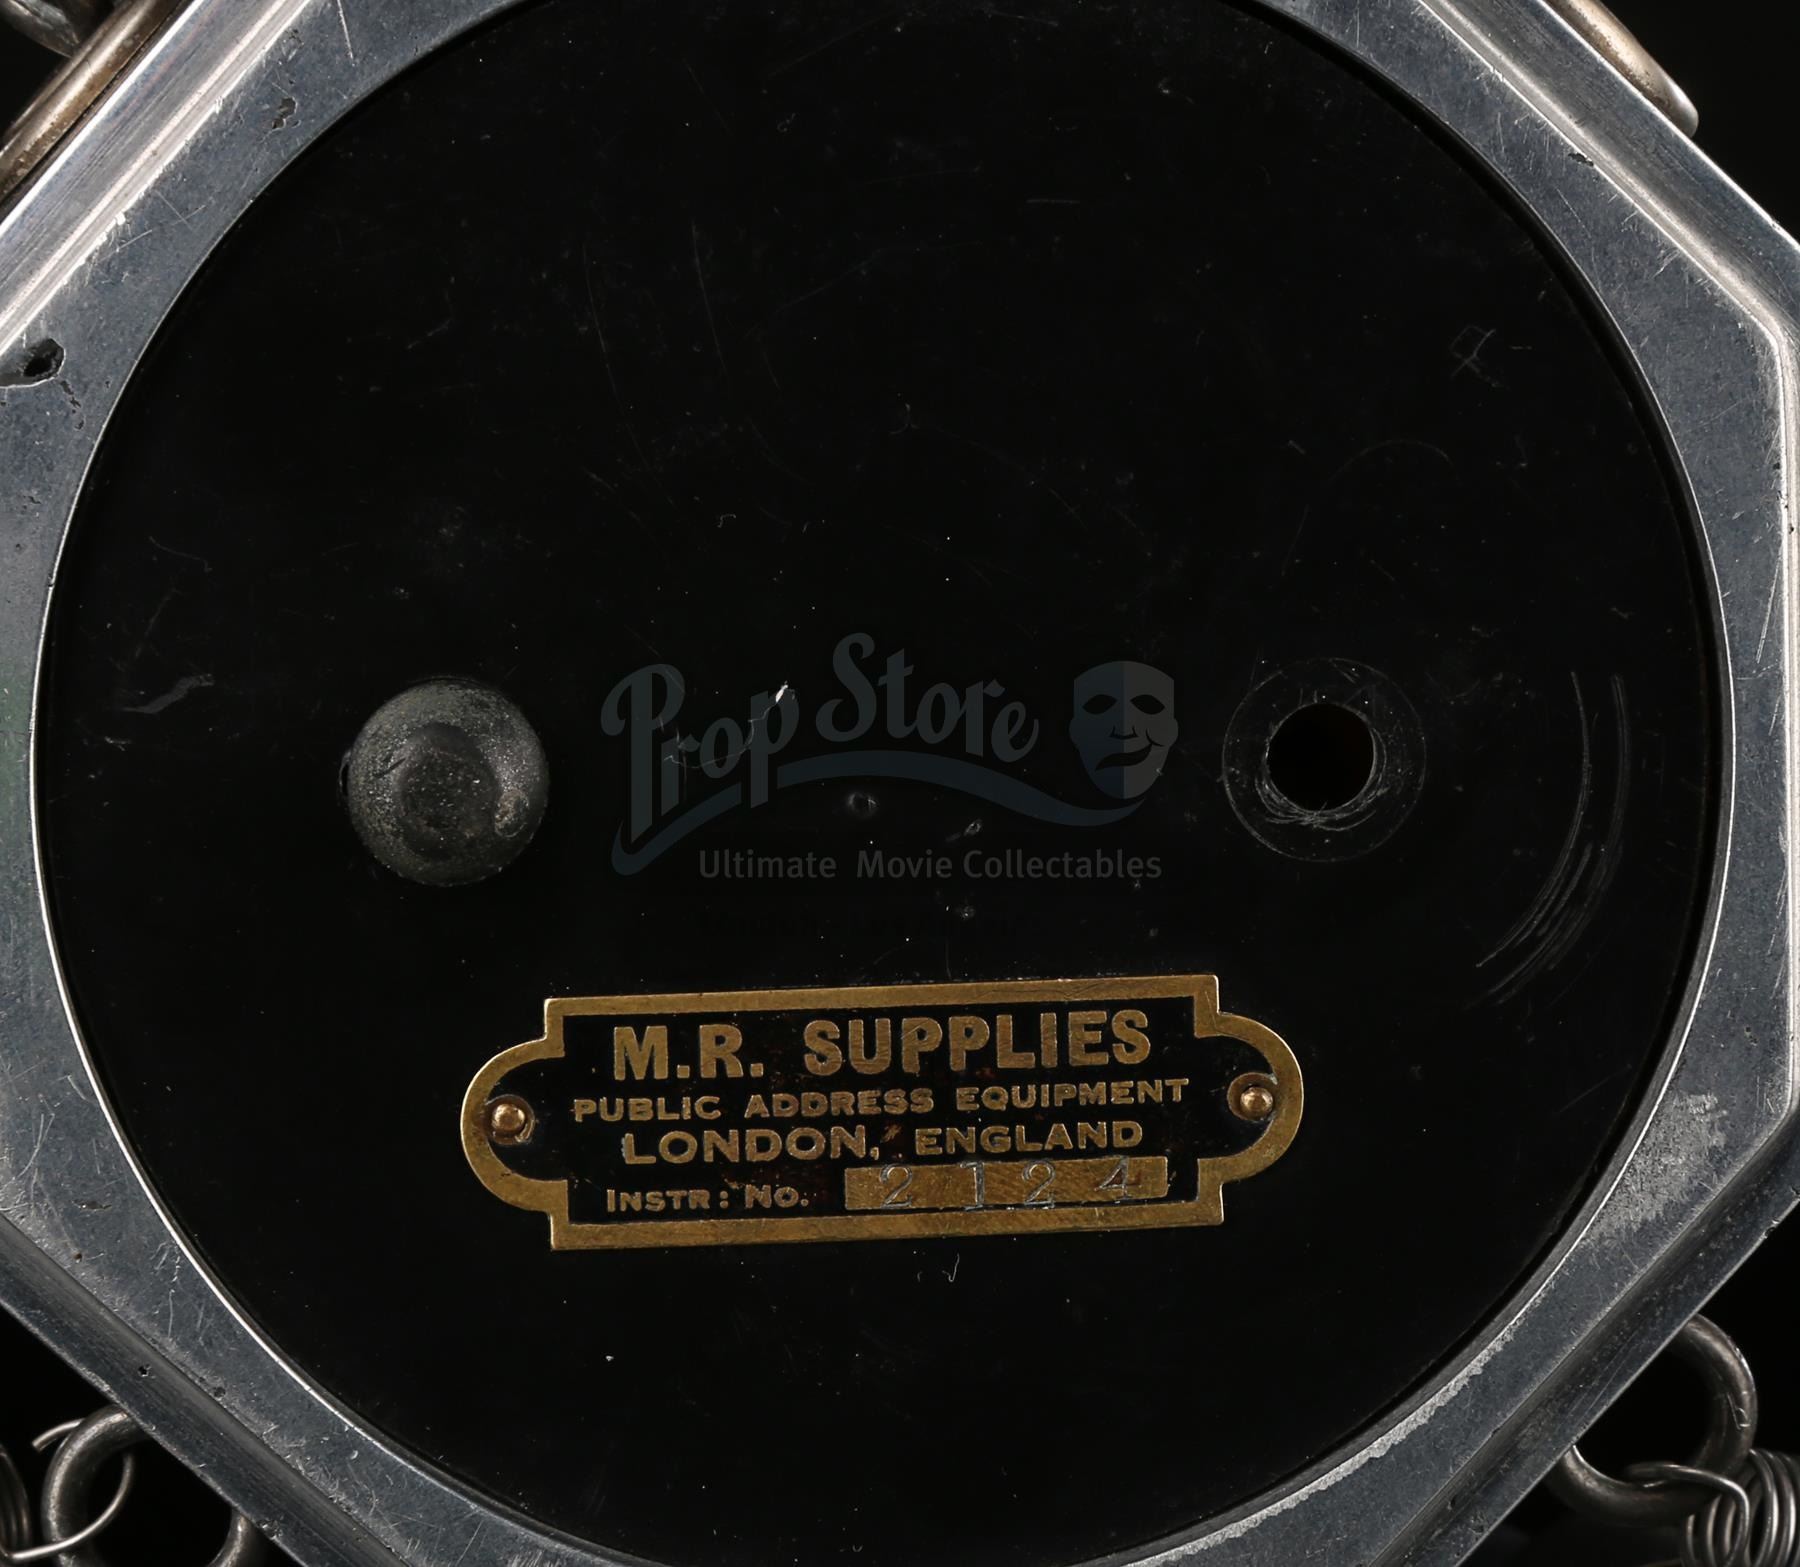 Prop Store
Ultimate Movie Collectables
M.R. SUPPLIES
PUBLIC ADDRESS EQUIPMENT
LONDON, ENGLAND
INSTR: No. 2124